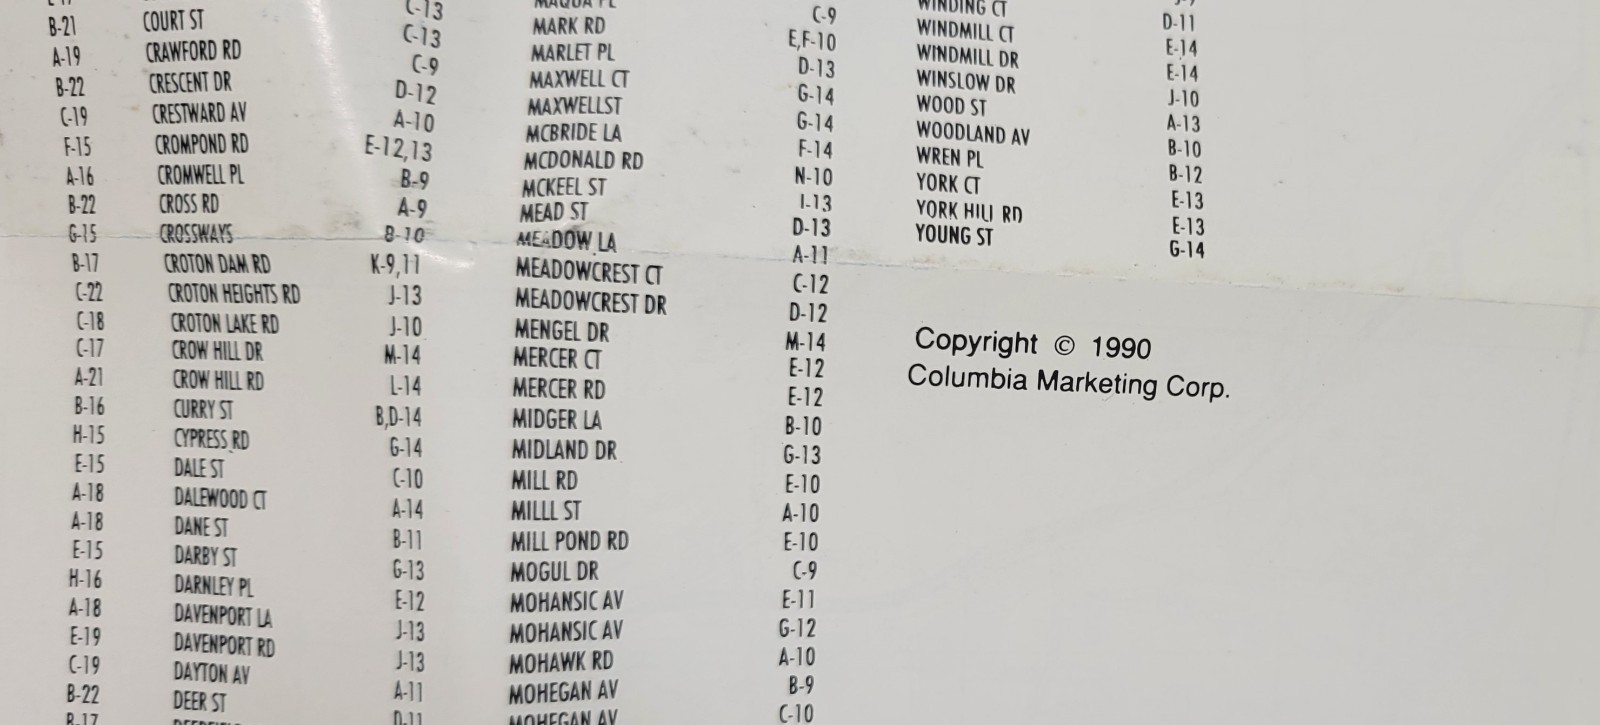 B-21
A-19
B-22
C-19
F-15
A-16
B-22
G-15
B-17
C-22
C-18
C-17
A-21
B-16
H-15
E-15
A-18
A-18
E-15
H-16
A-18
E-19
C-19
B-22
B-17
C-13
COURT ST C-13
CRAWFORD RD C-9
CRESCENT DR D-12
CRESTWARD AV A-10
CROMPOND RD E-12,13
CROMWELL PL B-9
CROSS RD A-9
CROSSWAYS B-10
CROTON DAM RD K-9,11
CROTON HEIGHTS RD J-13
CROTON LAKE RD J-10
CROW HILL DR M-14
CROW HILL RD L-14
CURRY ST B,D-14
CYPRESS RD G-14
DALE ST C-10
DALEWOOD CT A-14
DANE ST B-11
DARBY ST G-13
DARNLEY PL E-12
DAVENPORT LA J-13
DAVENPORT RD J-13
DAYTON AV A-11
DEER ST D-11
MAQUA PL C-9
MARK RD E,F-10
MARLET PL D-13
MAXWELL CT G-14
MAXWELLST G-14
MCBRIDE LA F-14
MCDONALD RD N-10
MCKEEL ST I-13
MEAD ST D-13
MEADOW LA A-11
MEADOWCREST CT C-12
MEADOWCREST DR D-12
MENGEL DR M-14
MERCER CT E-12
MERCER RD E-12
MIDGER LA B-10
MIDLAND DR G-13
MILL RD E-10
MILLL ST A-10
MILL POND RD E-10
MOGUL DR C-9
MOHANSIC AV E-11
MOHANSIC AV G-12
MOHAWK RD A-10
MOHEGAN AV B-9
MOHEGAN AV C-10
WINDING CT D-11
WINDMILL CT E-14
WINDMILL DR E-14
WINSLOW DR J-10
WOOD ST A-13
WOODLAND AV B-10
WREN PL B-12
YORK CT E-13
YORK HILL RD E-13
YOUNG ST G-14
Copyright © 1990
Columbia Marketing Corp.